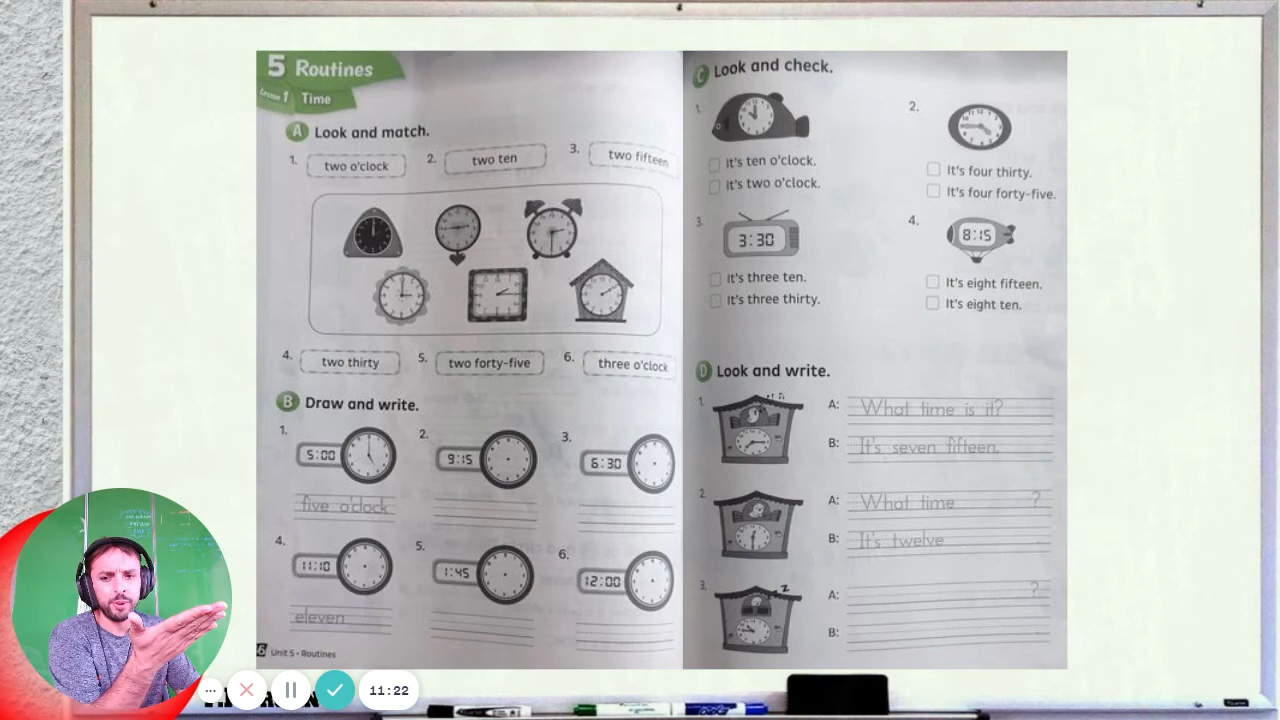 5 Routines
Lesson 1 Time
A Look and match.
1. two o'clock
2. two ten
3. two fifteen
4. two thirty
5. two forty-five
6. three o'clock
B Draw and write.
1. 5:00
five o'clock
2. 9:15
3. 6:30
4. 11:10
eleven
5. 1:45
6. 12:00
Unit 5 • Routines
C Look and check.
1.
It's ten o'clock.
It's two o'clock.
2.
It's four thirty.
It's four forty-five.
3. 3:30
It's three ten.
It's three thirty.
4. 8:15
It's eight fifteen.
It's eight ten.
D Look and write.
1.
A: What time is it?
B: It's seven fifteen.
2.
A: What time ?
B: It's twelve
3.
A: ?
B:
11:22